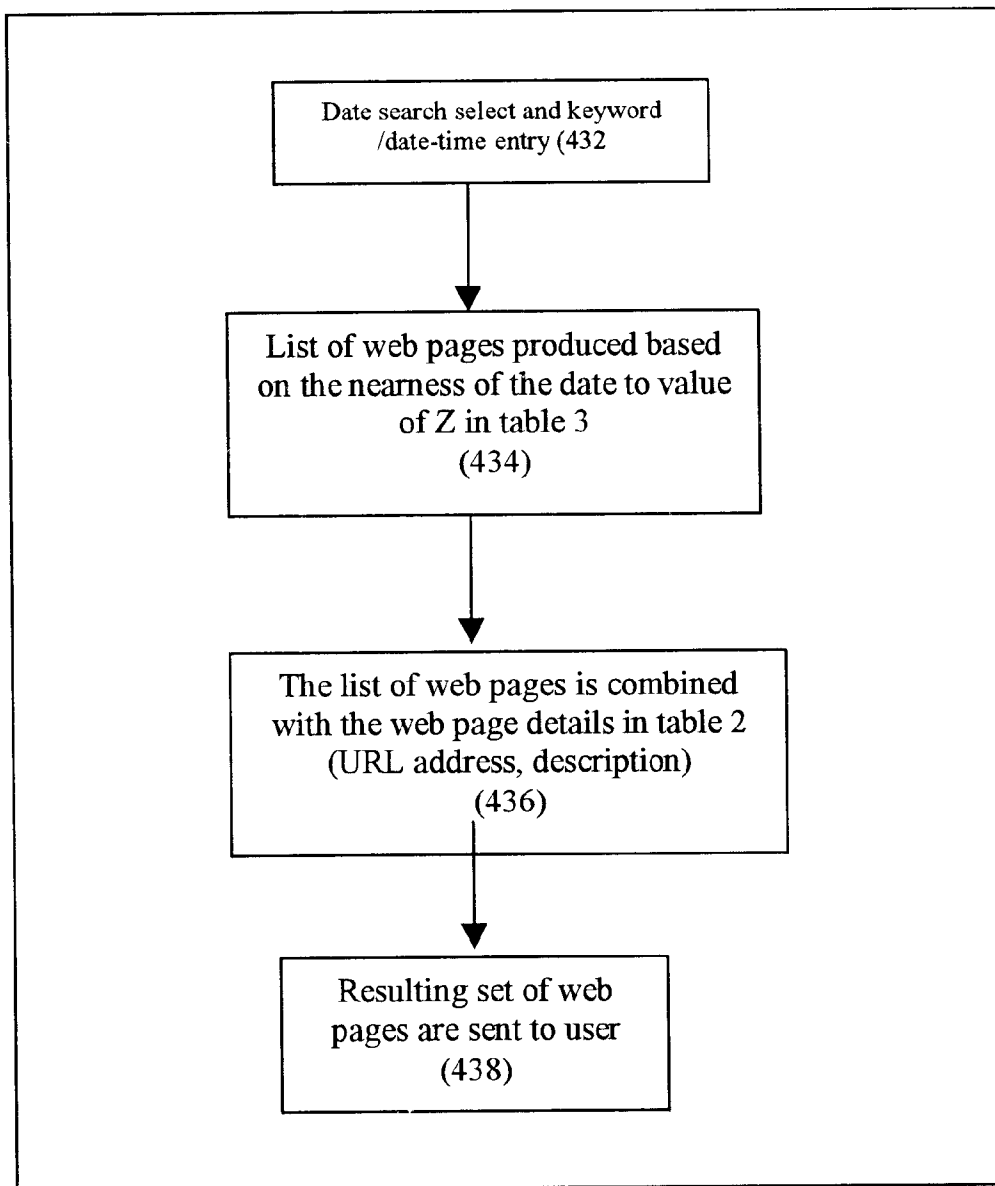 Date search select and keyword
/date-time entry (432
List of web pages produced based
on the nearness of the date to value
of Z in table 3
(434)
The list of web pages is combined
with the web page details in table 2
(URL address, description)
(436)
Resulting set of web
pages are sent to user
(438)